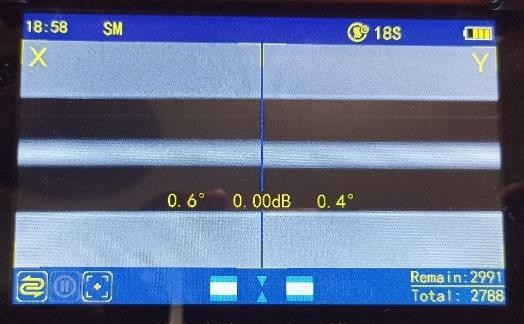 18:58 SM 18S
X Y
0.6° 0.00dB 0.4°
Remain:2991
Total: 2788